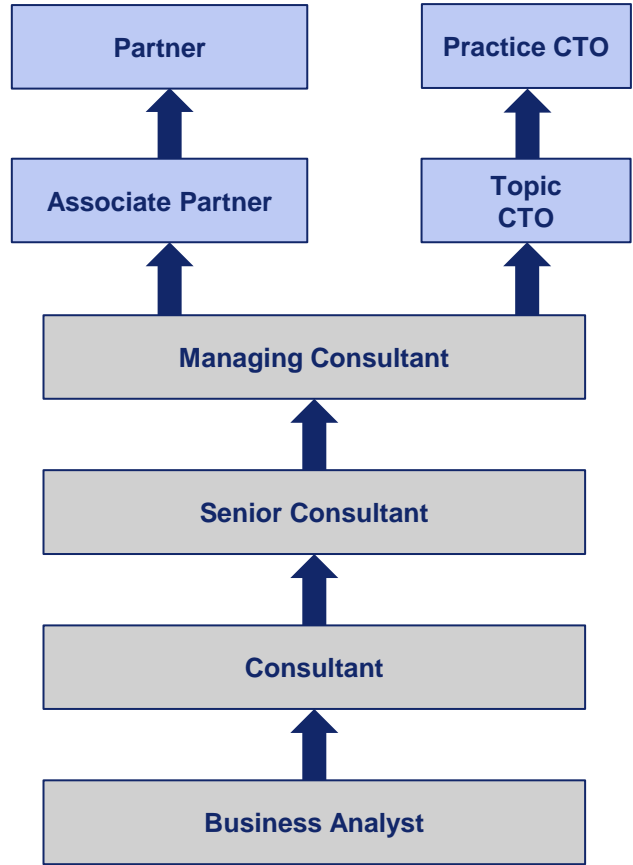 Partner
Practice CTO
Associate Partner
Topic
CTO
Managing Consultant
Senior Consultant
Consultant
Business Analyst